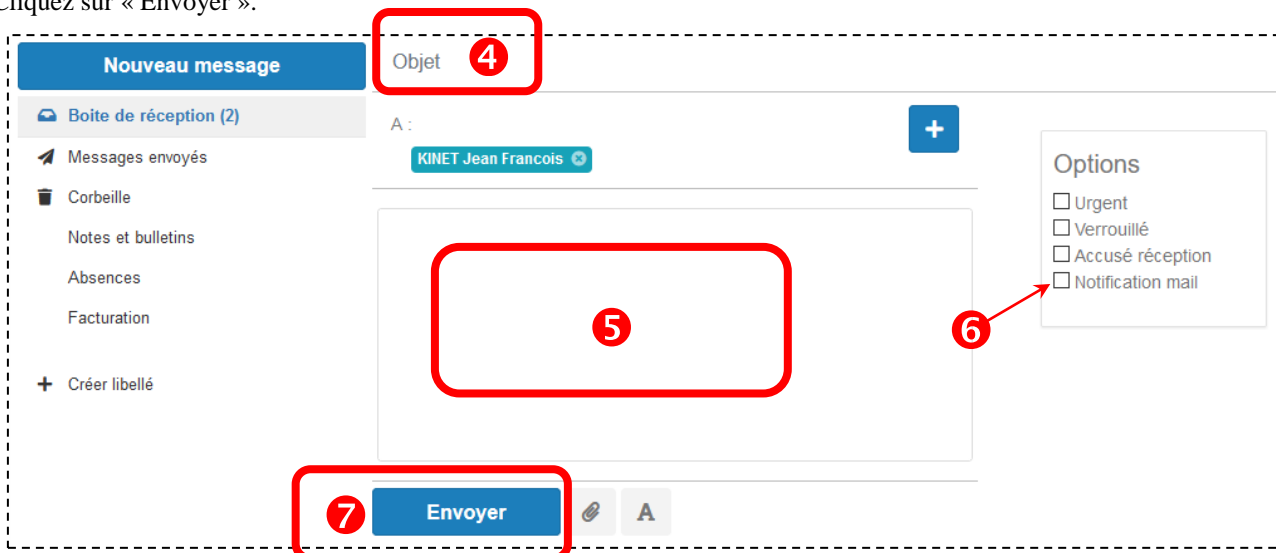 Cliquez sur « Envoyer ».
Nouveau message
Objet
4
Boite de réception (2)
Messages envoyés
Corbeille
Notes et bulletins
Absences
Facturation
+ Créer libellé
A :
+
KINET Jean Francois
5
Options
Urgent
Verrouillé
Accusé réception
Notification mail
6
7
Envoyer
A